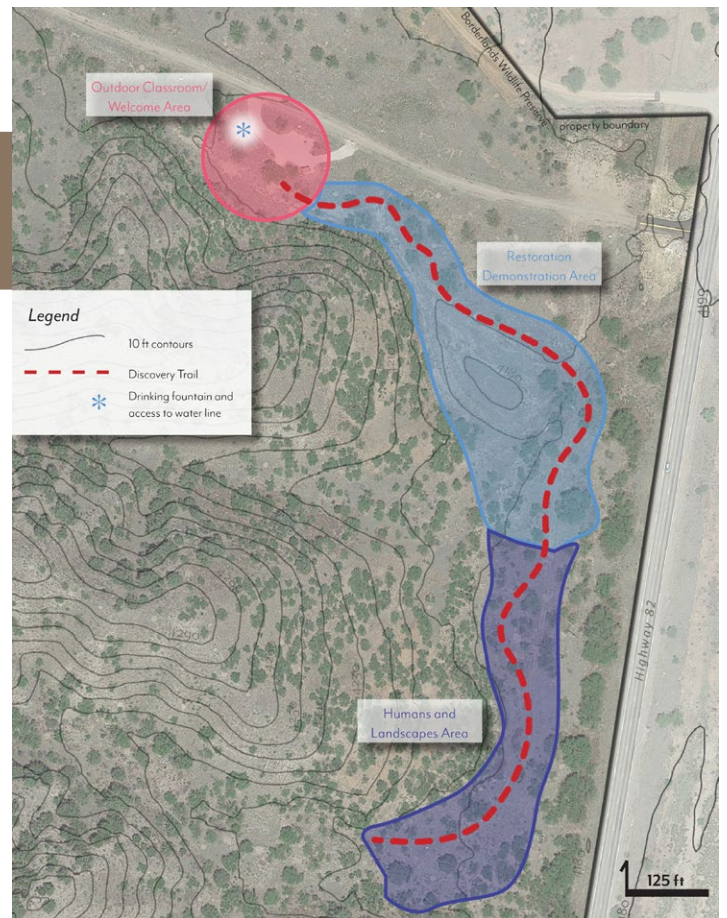 Borderlands Wildlife Preserve
property boundary
Outdoor Classroom/
Welcome Area
Restoration
Demonstration Area
Legend
10 ft contours
Discovery Trail
Drinking fountain and
access to water line
4190
Highway 82
Humans and
Landscapes Area
125 ft